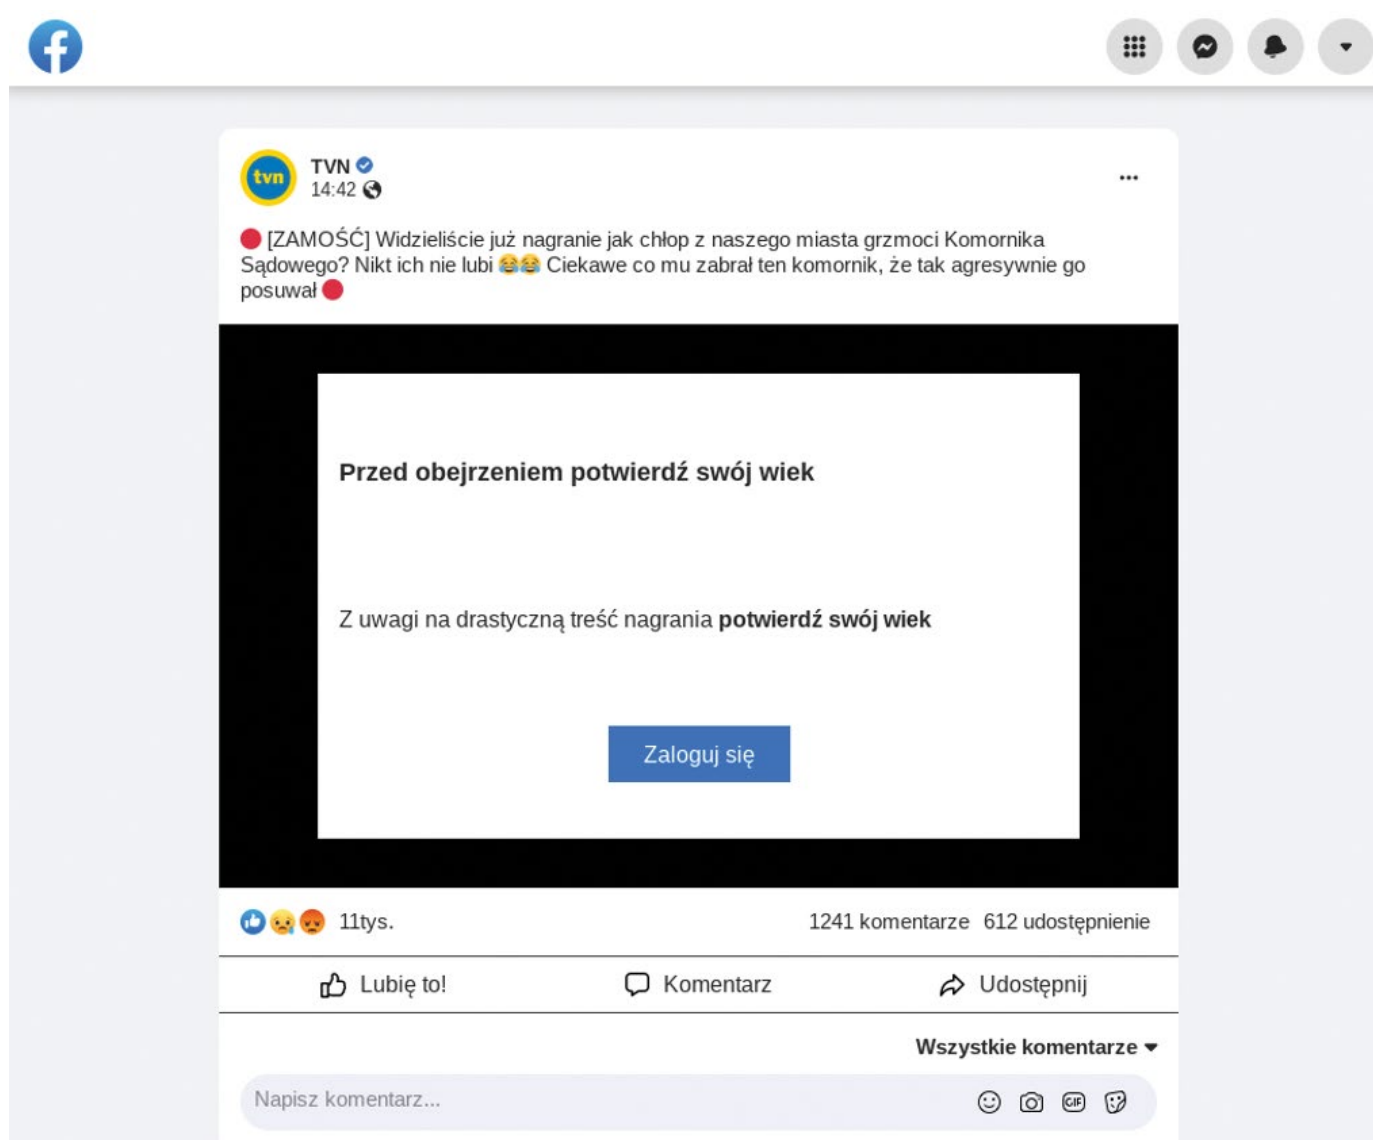 tvn
TVN
14:42
[ZAMOŚĆ] Widzieliście już nagranie jak chłop z naszego miasta grzmoci Komornika
Sądowego? Nikt ich nie lubi 😂😂 Ciekawe co mu zabrał ten komornik, że tak agresywnie go
posuwał
Przed obejrzeniem potwierdź swój wiek
Z uwagi na drastyczną treść nagrania potwierdź swój wiek
Zaloguj się
11tys.
1241 komentarze 612 udostępnienie
Lubię to! Komentarz Udostępnij
Wszystkie komentarze
Napisz komentarz...
GIF